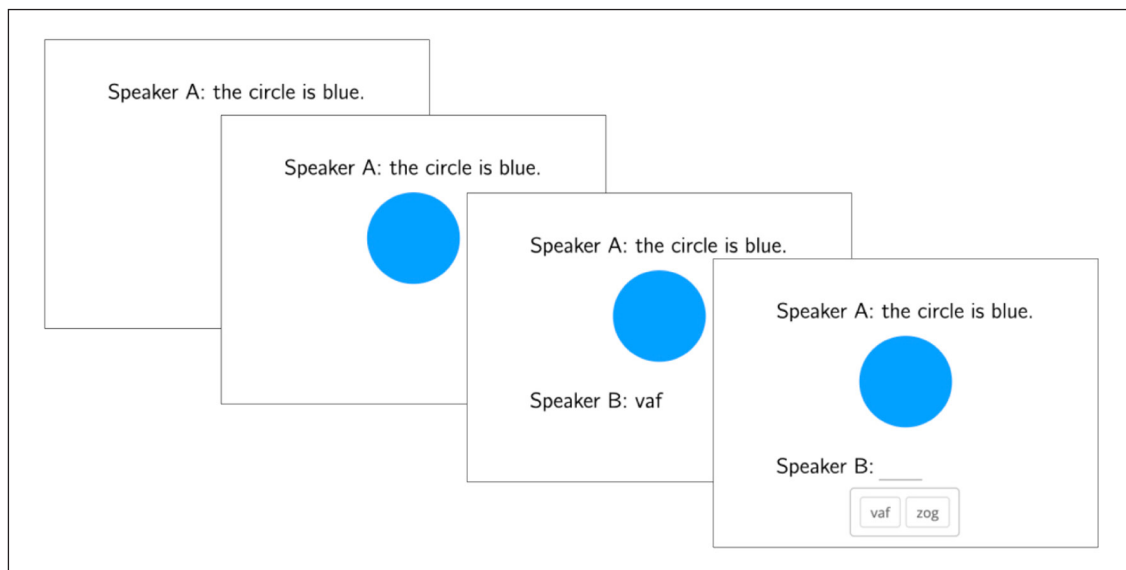 Speaker A: the circle is blue.
Speaker A: the circle is blue.
Speaker A: the circle is blue.
Speaker B: vaf
Speaker A: the circle is blue.
Speaker B:
vaf zog